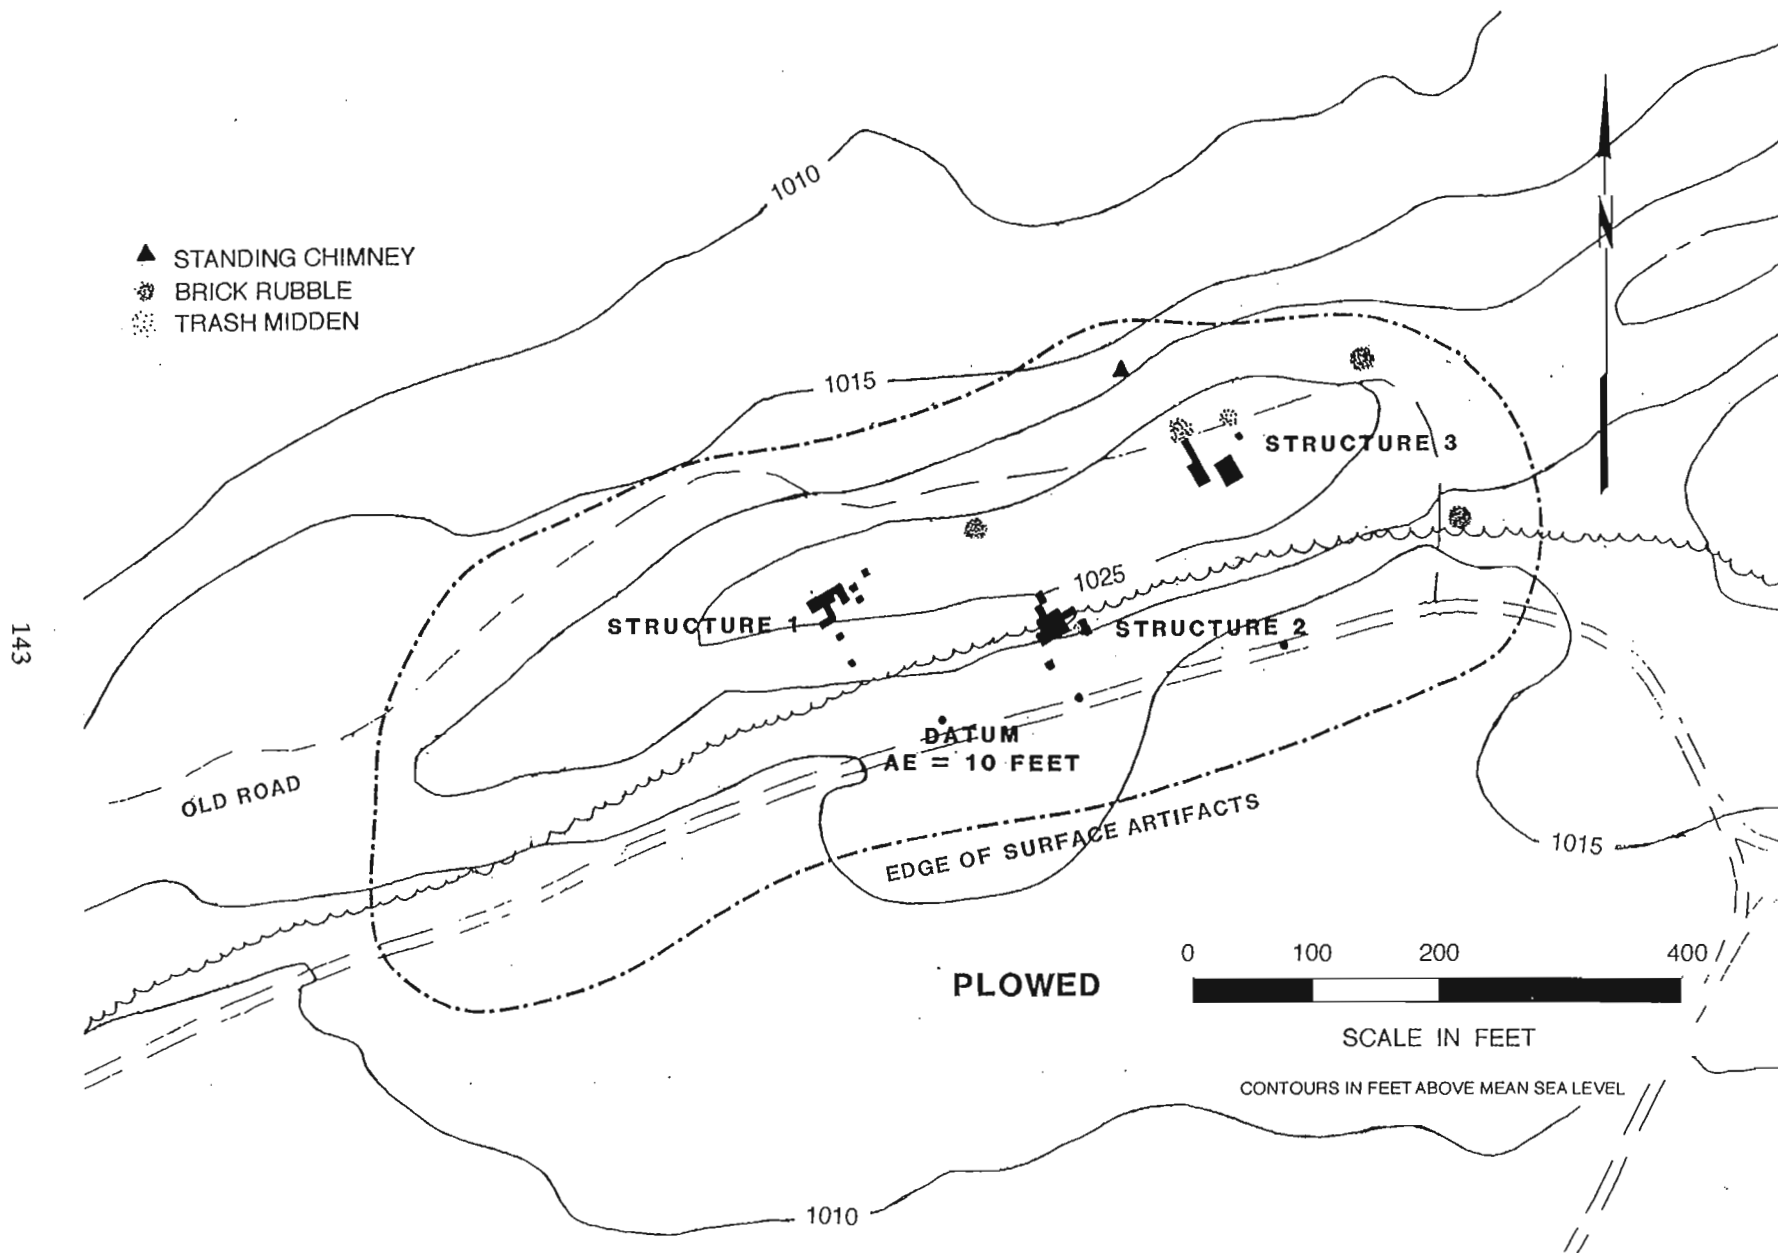 1010
STANDING CHIMNEY
BRICK RUBBLE
TRASH MIDDEN
N
1015
STRUCTURE 3
1025
STRUCTURE 1
STRUCTURE 2
143
DATUM
AE = 10 FEET
OLD ROAD
EDGE OF SURFACE ARTIFACTS
1015
PLOWED
0 100 200 400
SCALE IN FEET
CONTOURS IN FEET ABOVE MEAN SEA LEVEL
1010